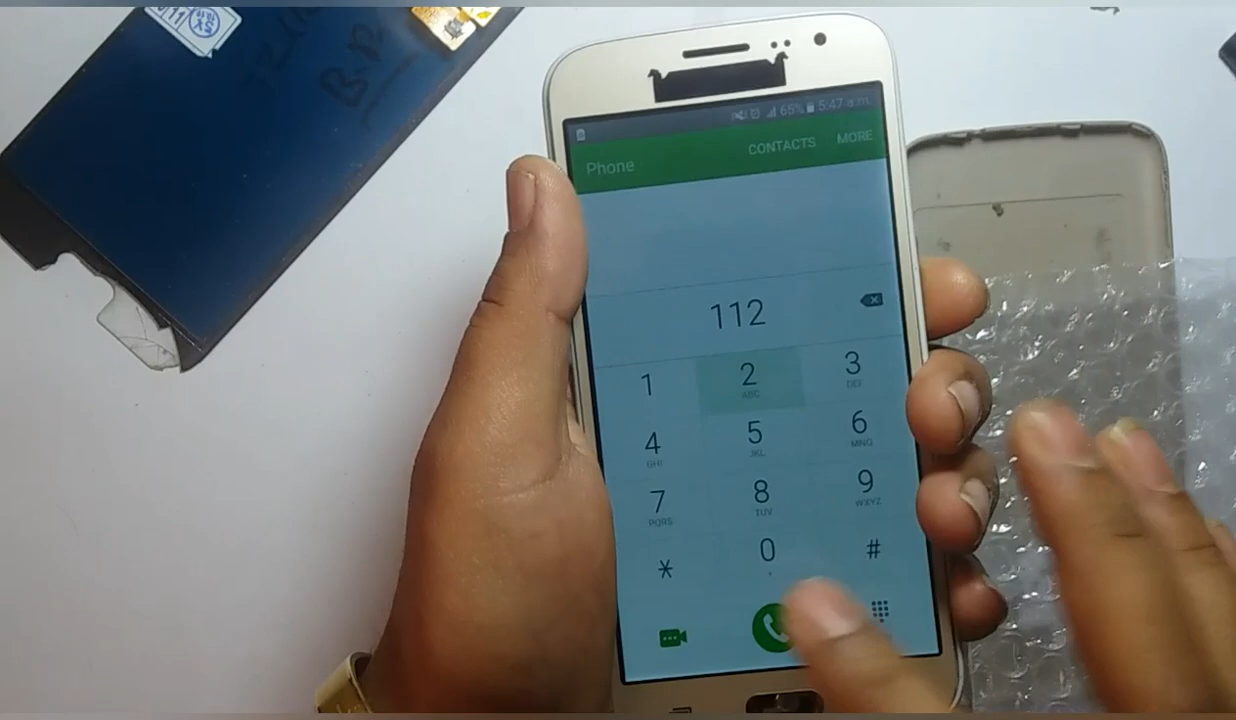 65% 5:47 a.m.
Phone CONTACTS MORE
112
1 2 3
ABC DEF
4 5 6
GHI JKL MNO
7 8 9
PQRS TUV WXYZ
* 0 #
+
B.R